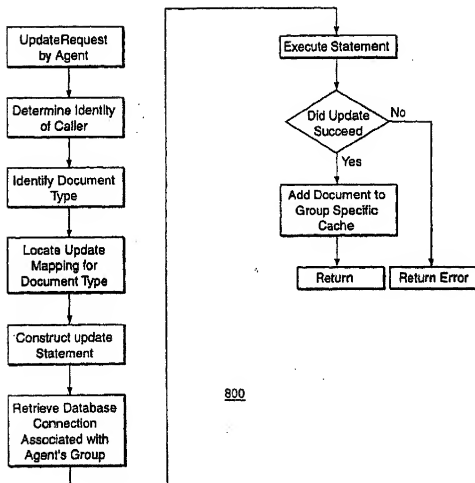 UpdateRequest
by Agent
Determine Identity
of Caller
Identify Document
Type
Locate Update
Mapping for
Document Type
Construct update
Statement
Retrieve Database
Connection
Associated with
Agent's Group
Execute Statement
Did Update
Succeed
No
Yes
Add Document to
Group Specific
Cache
Return
Return Error
800